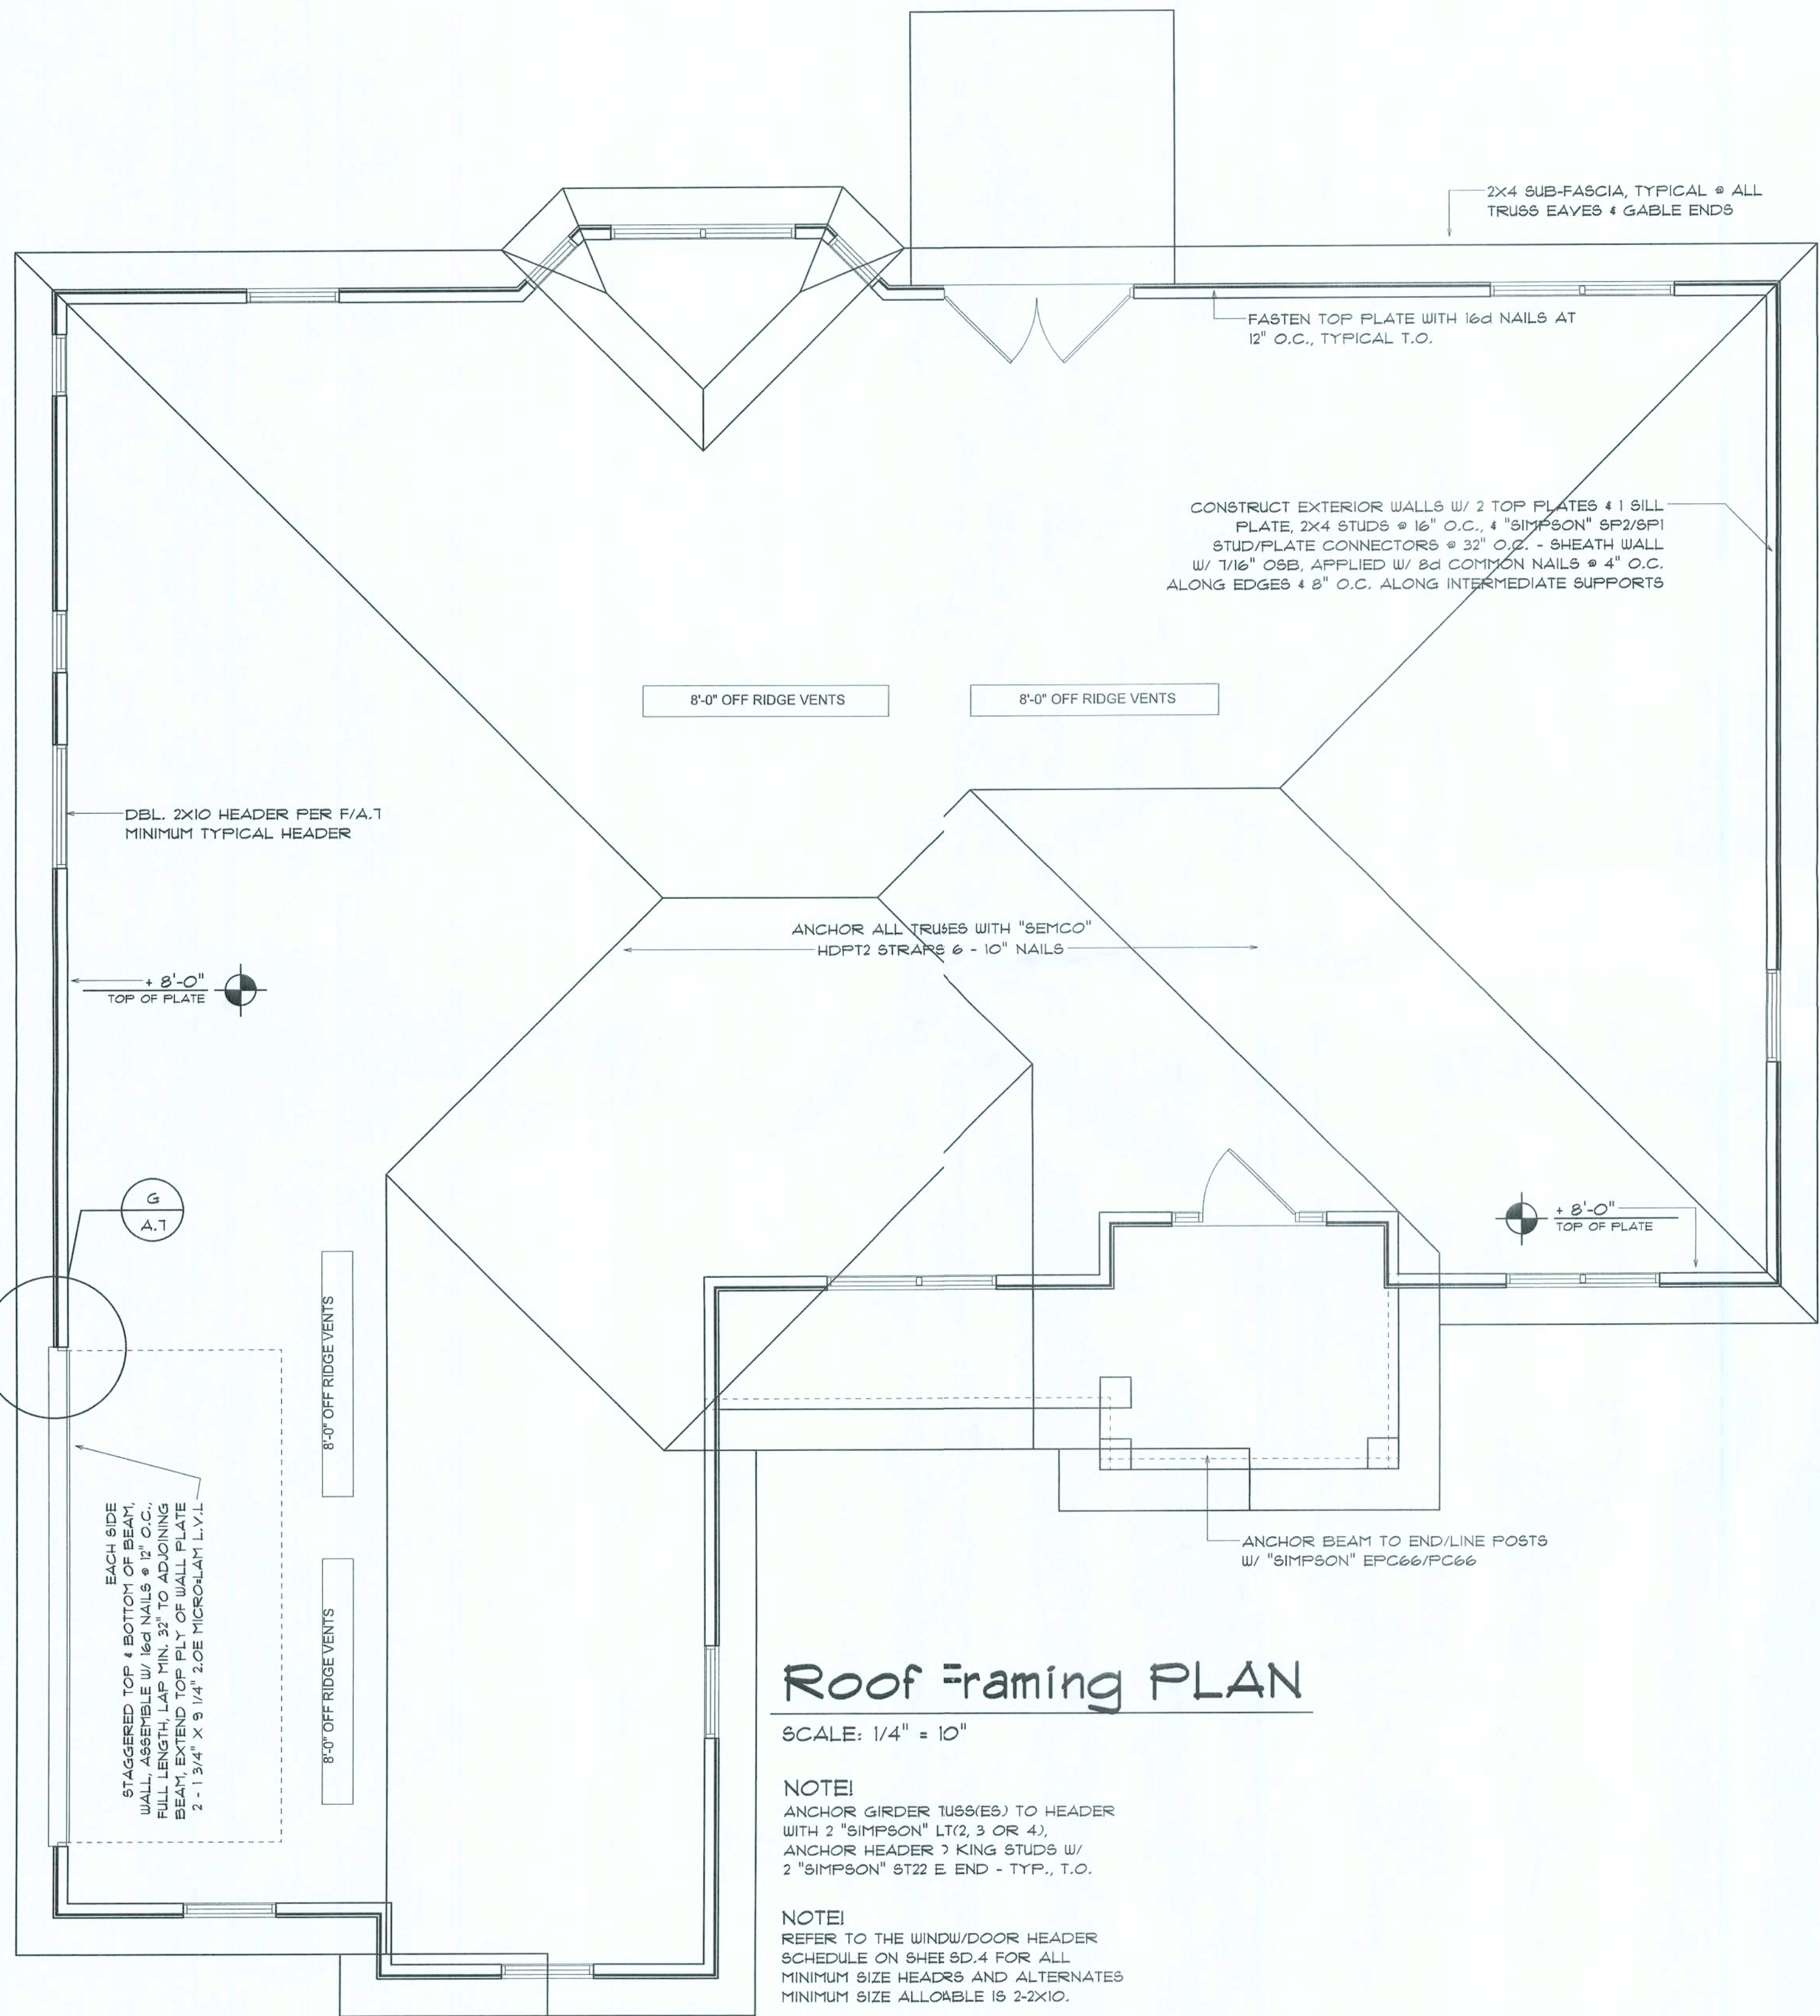 2X4 SUB-FASCIA, TYPICAL @ ALL
TRUSS EAVES & GABLE ENDS
FASTEN TOP PLATE WITH 16d NAILS AT
12" O.C., TYPICAL T.O.
CONSTRUCT EXTERIOR WALLS W/ 2 TOP PLATES & 1 SILL
PLATE, 2X4 STUDS @ 16" O.C., & "SIMPSON" SP2/SP1
STUD/PLATE CONNECTORS @ 32" O.C. - SHEATH WALL
W/ 7/16" OSB, APPLIED W/ 8d COMMON NAILS @ 4" O.C.
ALONG EDGES & 8" O.C. ALONG INTERMEDIATE SUPPORTS
8'-0" OFF RIDGE VENTS
8'-0" OFF RIDGE VENTS
DBL. 2X10 HEADER PER F/A.7
MINIMUM TYPICAL HEADER
ANCHOR ALL TRUSES WITH "SEMCO"
HDPT2 STRAPS 6 - 10" NAILS
+ 8'-0"
TOP OF PLATE
G
A.7
+ 8'-0"
TOP OF PLATE
8'-0" OFF RIDGE VENTS
8'-0" OFF RIDGE VENTS
EACH SIDE
STAGGERED TOP & BOTTOM OF BEAM,
WALL, ASSEMBLE W/ 16d NAILS @ 12" O.C.,
FULL LENGTH, LAP MIN. 32" TO ADJOINING
BEAM, EXTEND TOP PLY OF WALL PLATE
2 - 1 3/4" X 9 1/4" 2.0E MICRO=LAM L.V.L
ANCHOR BEAM TO END/LINE POSTS
W/ "SIMPSON" EPC66/PC66
Roof Framing PLAN
SCALE: 1/4" = 10"
NOTE!
ANCHOR GIRDER TUSS(ES) TO HEADER
WITH 2 "SIMPSON" LT(2, 3 OR 4),
ANCHOR HEADER KING STUDS W/
2 "SIMPSON" ST22 E. END - TYP., T.O.
NOTE!
REFER TO THE WINDW/DOOR HEADER
SCHEDULE ON SHEE SD.4 FOR ALL
MINIMUM SIZE HEADRS AND ALTERNATES
MINIMUM SIZE ALLOABLE IS 2-2X10.